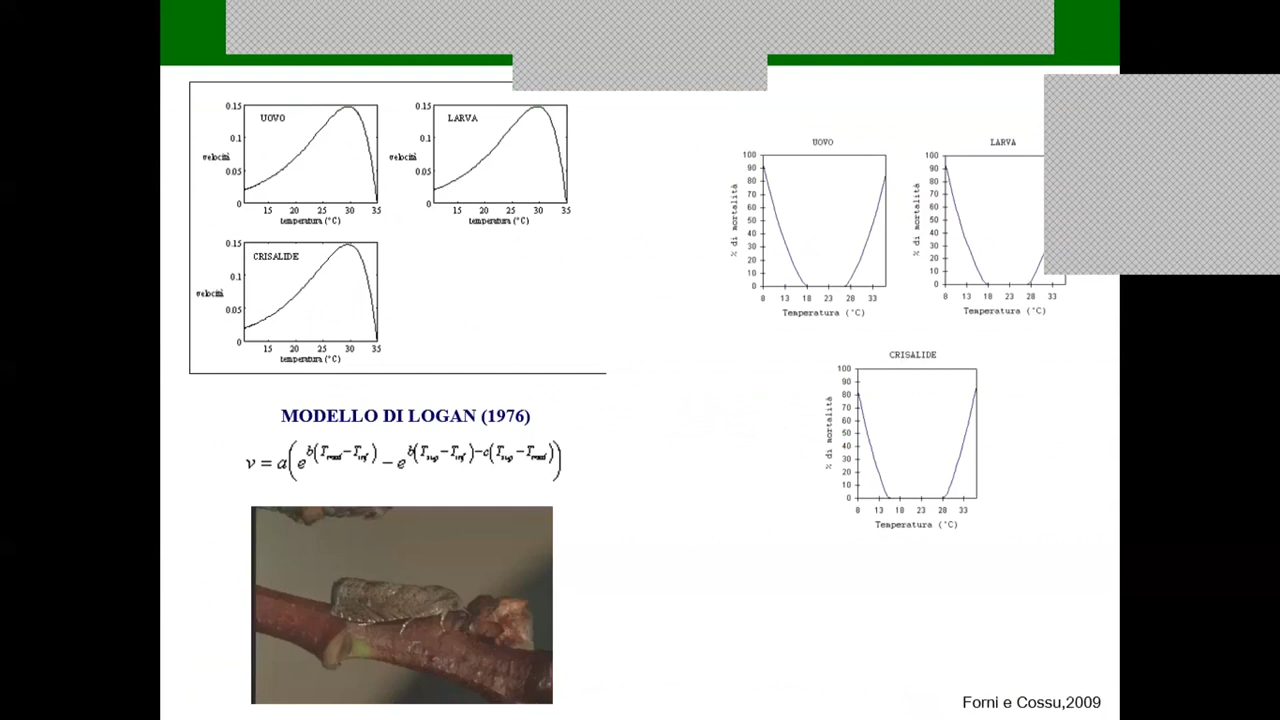 0.15
UOVO
0.1
velocità
0.05
0
15 20 25 30 35
temperatura (°C)
0.15
LARVA
0.1
velocità
0.05
0
15 20 25 30 35
temperatura (°C)
0.15
CRISALIDE
0.1
velocità
0.05
0
15 20 25 30 35
temperatura (°C)
MODELLO DI LOGAN (1976)
v = a(e^b(T_med−T_inf) − e^b(T_sup−T_inf)−c(T_sup−T_med))
UOVO
100
90
80
70
60
50
40
30
20
10
0
% di mortalità
8 13 18 23 28 33
Temperatura (°C)
LARVA
100
90
80
70
60
50
40
30
20
10
0
% di mortalità
8 13 18 23 28 33
Temperatura (°C)
CRISALIDE
100
90
80
70
60
50
40
30
20
10
0
% di mortalità
8 13 18 23 28 33
Temperatura (°C)
Forni e Cossu,2009